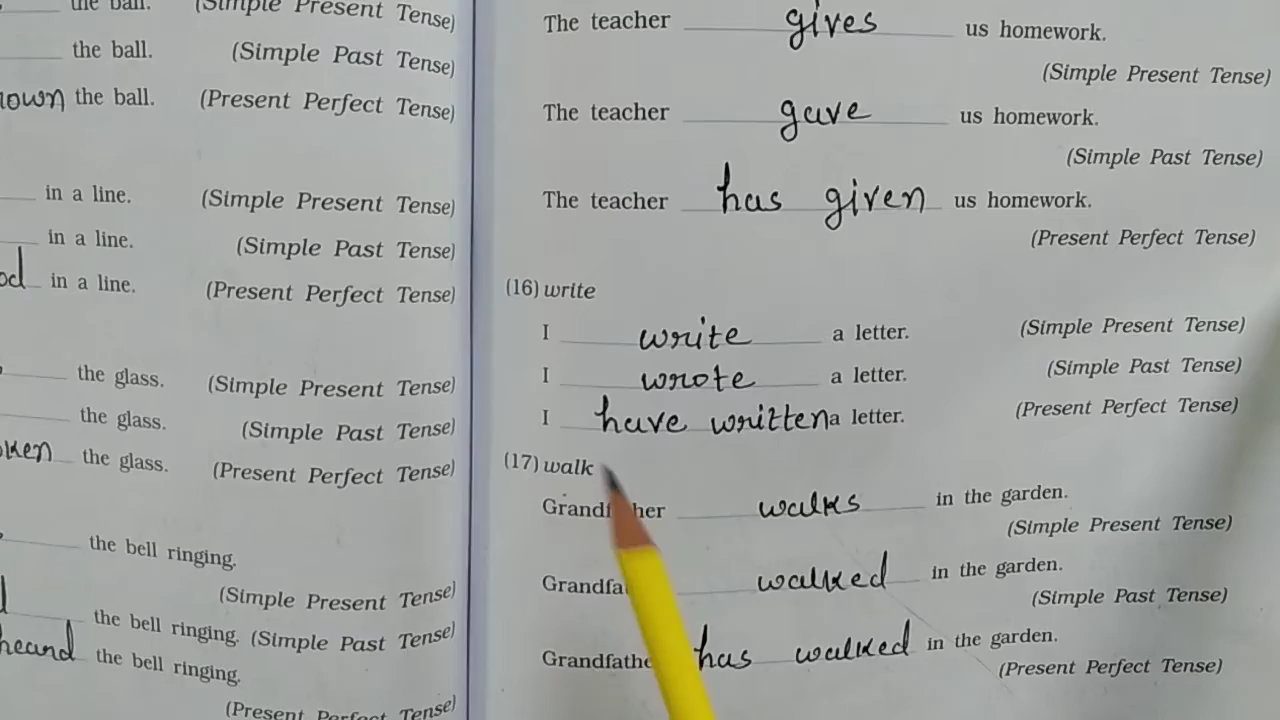 the ball. (Simple Present Tense)
the ball. (Simple Past Tense)
the ball. (Present Perfect Tense)
in a line. (Simple Present Tense)
in a line. (Simple Past Tense)
in a line. (Present Perfect Tense)
the glass. (Simple Present Tense)
the glass. (Simple Past Tense)
the glass. (Present Perfect Tense)
the bell ringing.
(Simple Present Tense)
the bell ringing. (Simple Past Tense)
heard the bell ringing.
(Present Perfect Tense)
The teacher gives us homework.
(Simple Present Tense)
The teacher gave us homework.
(Simple Past Tense)
The teacher has given us homework.
(Present Perfect Tense)
(16) write
I write a letter. (Simple Present Tense)
I wrote a letter. (Simple Past Tense)
I have written a letter. (Present Perfect Tense)
(17) walk
Grandfather walks in the garden.
(Simple Present Tense)
walked in the garden.
(Simple Past Tense)
has walked in the garden.
(Present Perfect Tense)